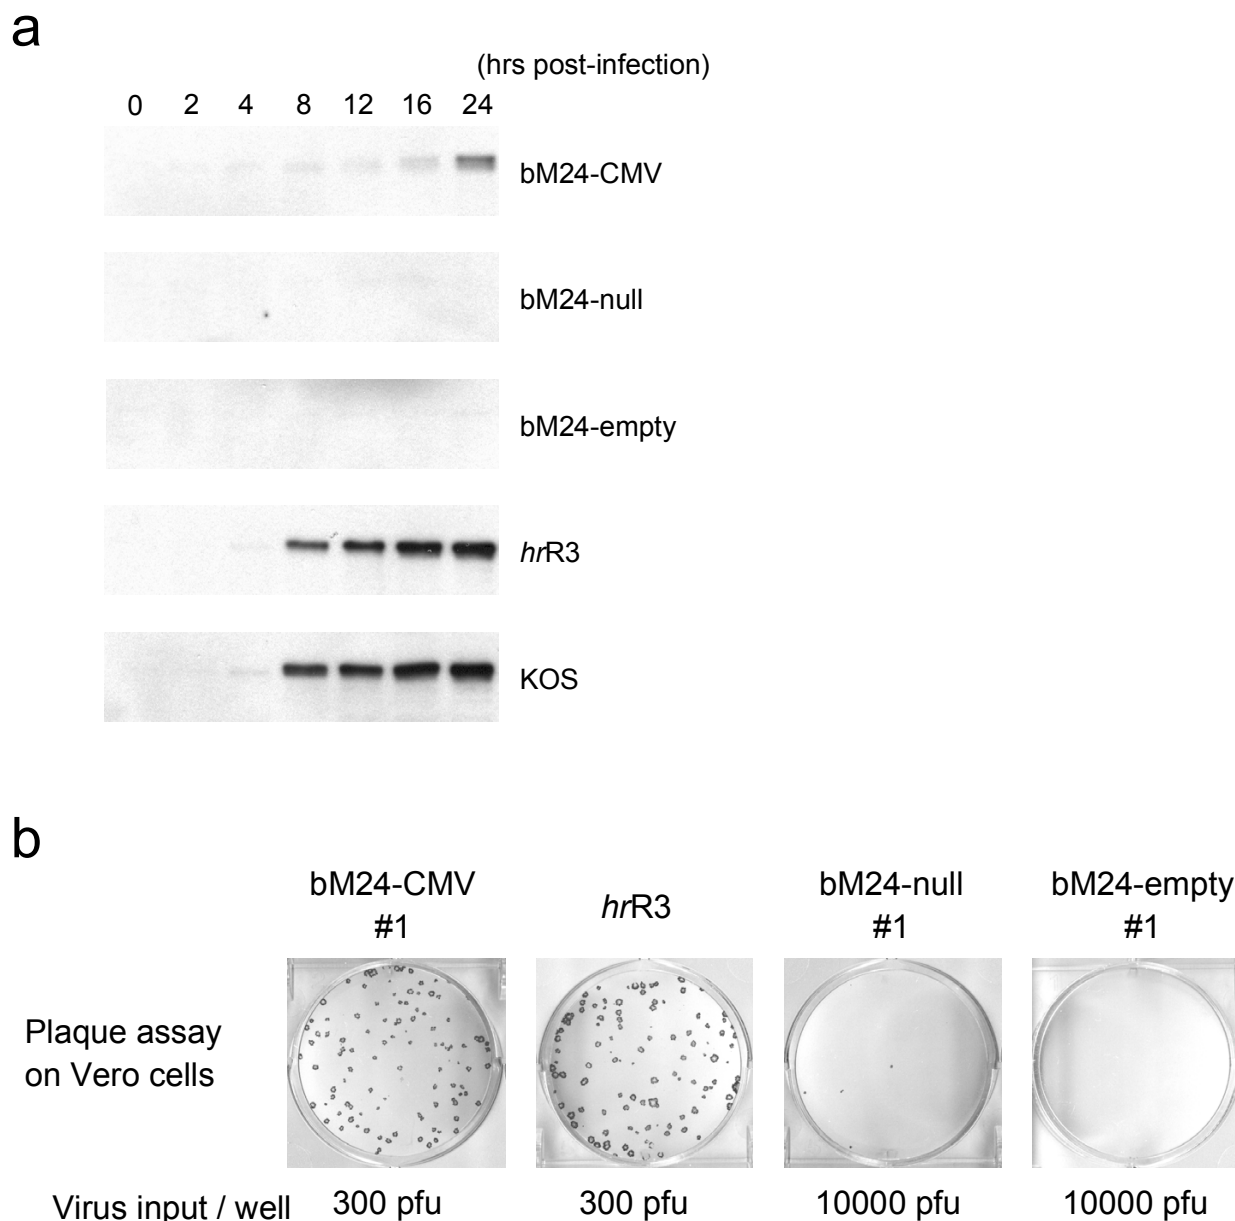 a
(hrs post-infection)
0 2 4 8 12 16 24
bM24-CMV
bM24-null
bM24-empty
hrR3
KOS
b
bM24-CMV
#1
hrR3
bM24-null
#1
bM24-empty
#1
Plaque assay
on Vero cells
Virus input / well
300 pfu
300 pfu
10000 pfu
10000 pfu